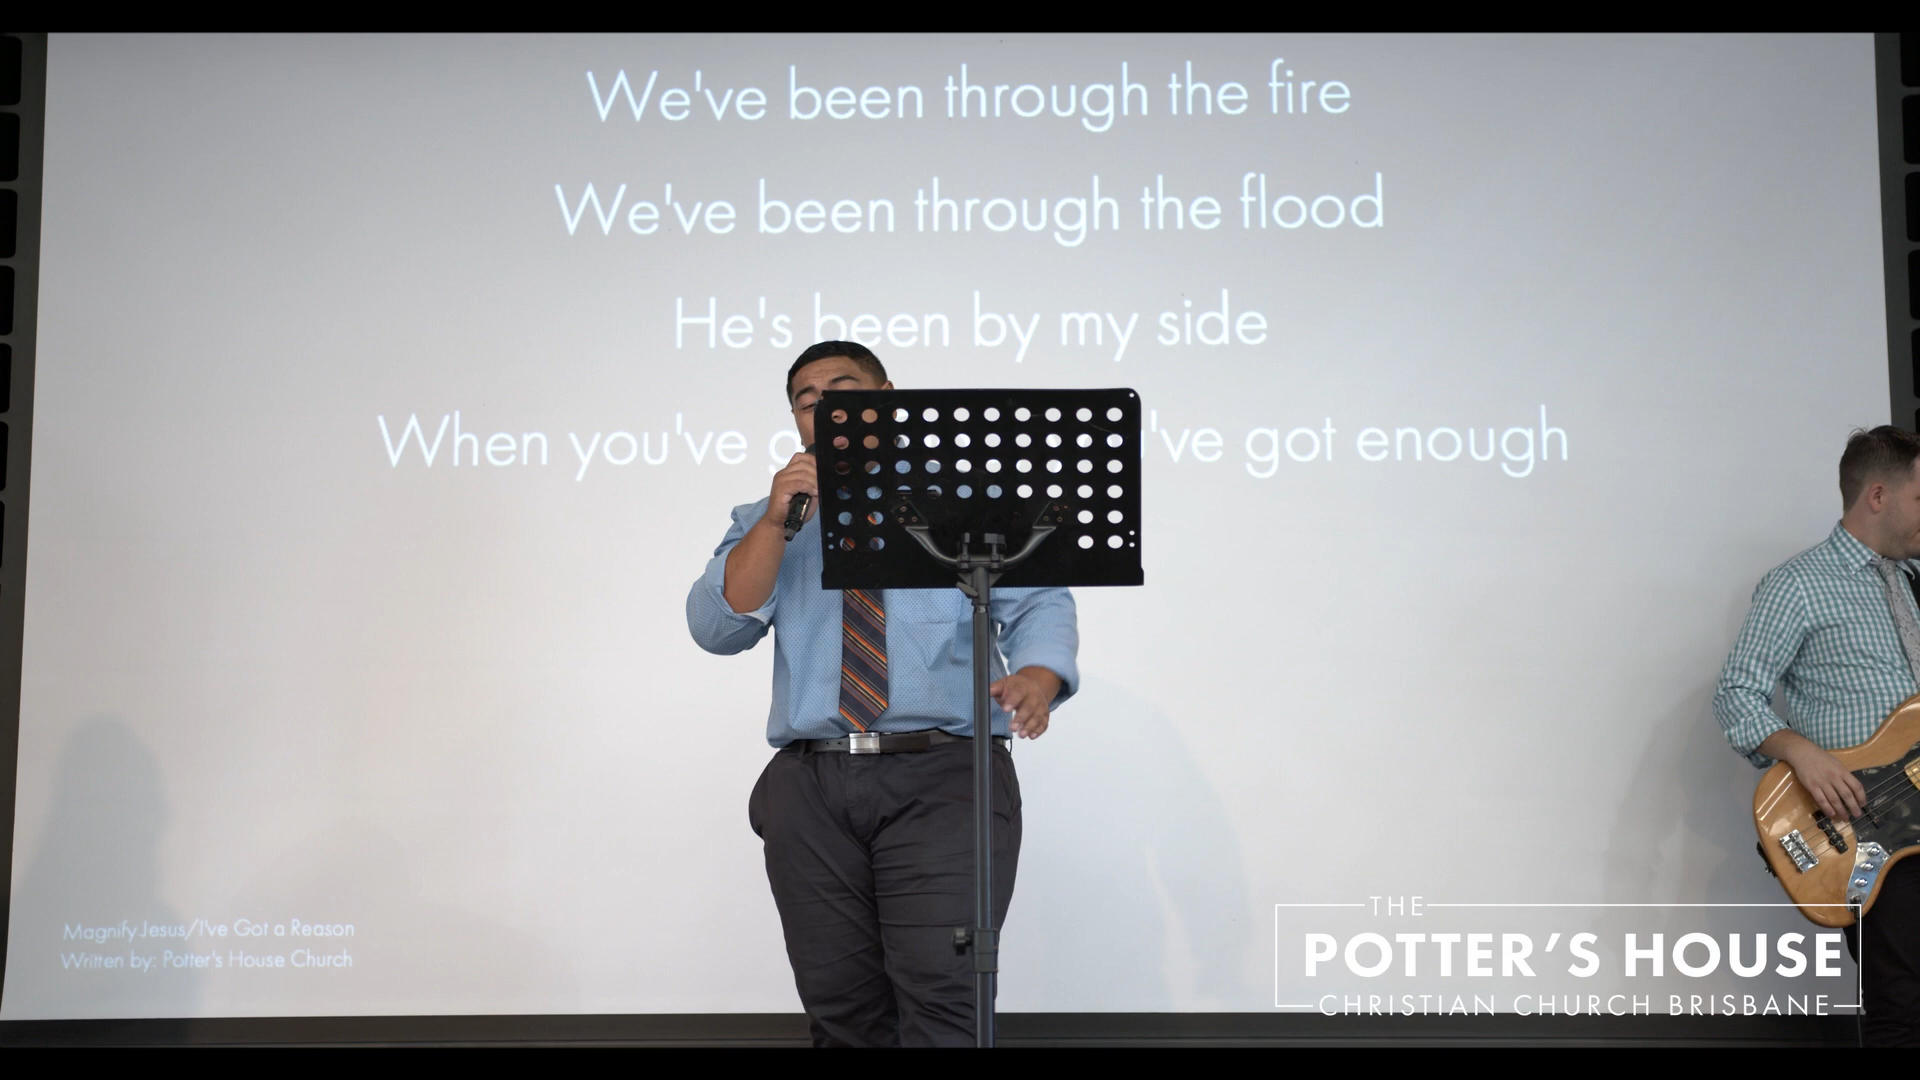 We've been through the fire
We've been through the flood
He's been by my side
When you've 've got enough
Magnify Jesus/I've Got a Reason
Written by: Potter's House Church
THE
POTTER'S HOUSE
CHRISTIAN CHURCH BRISBANE